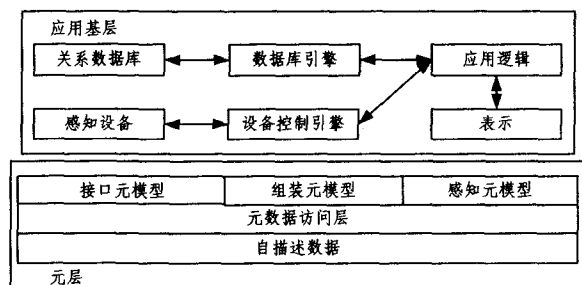 应用基层
关系数据库
数据库引擎
应用逻辑
感知设备
设备控制引擎
表示
接口元模型
组装元模型
感知元模型
元数据访问层
自描述数据
元层